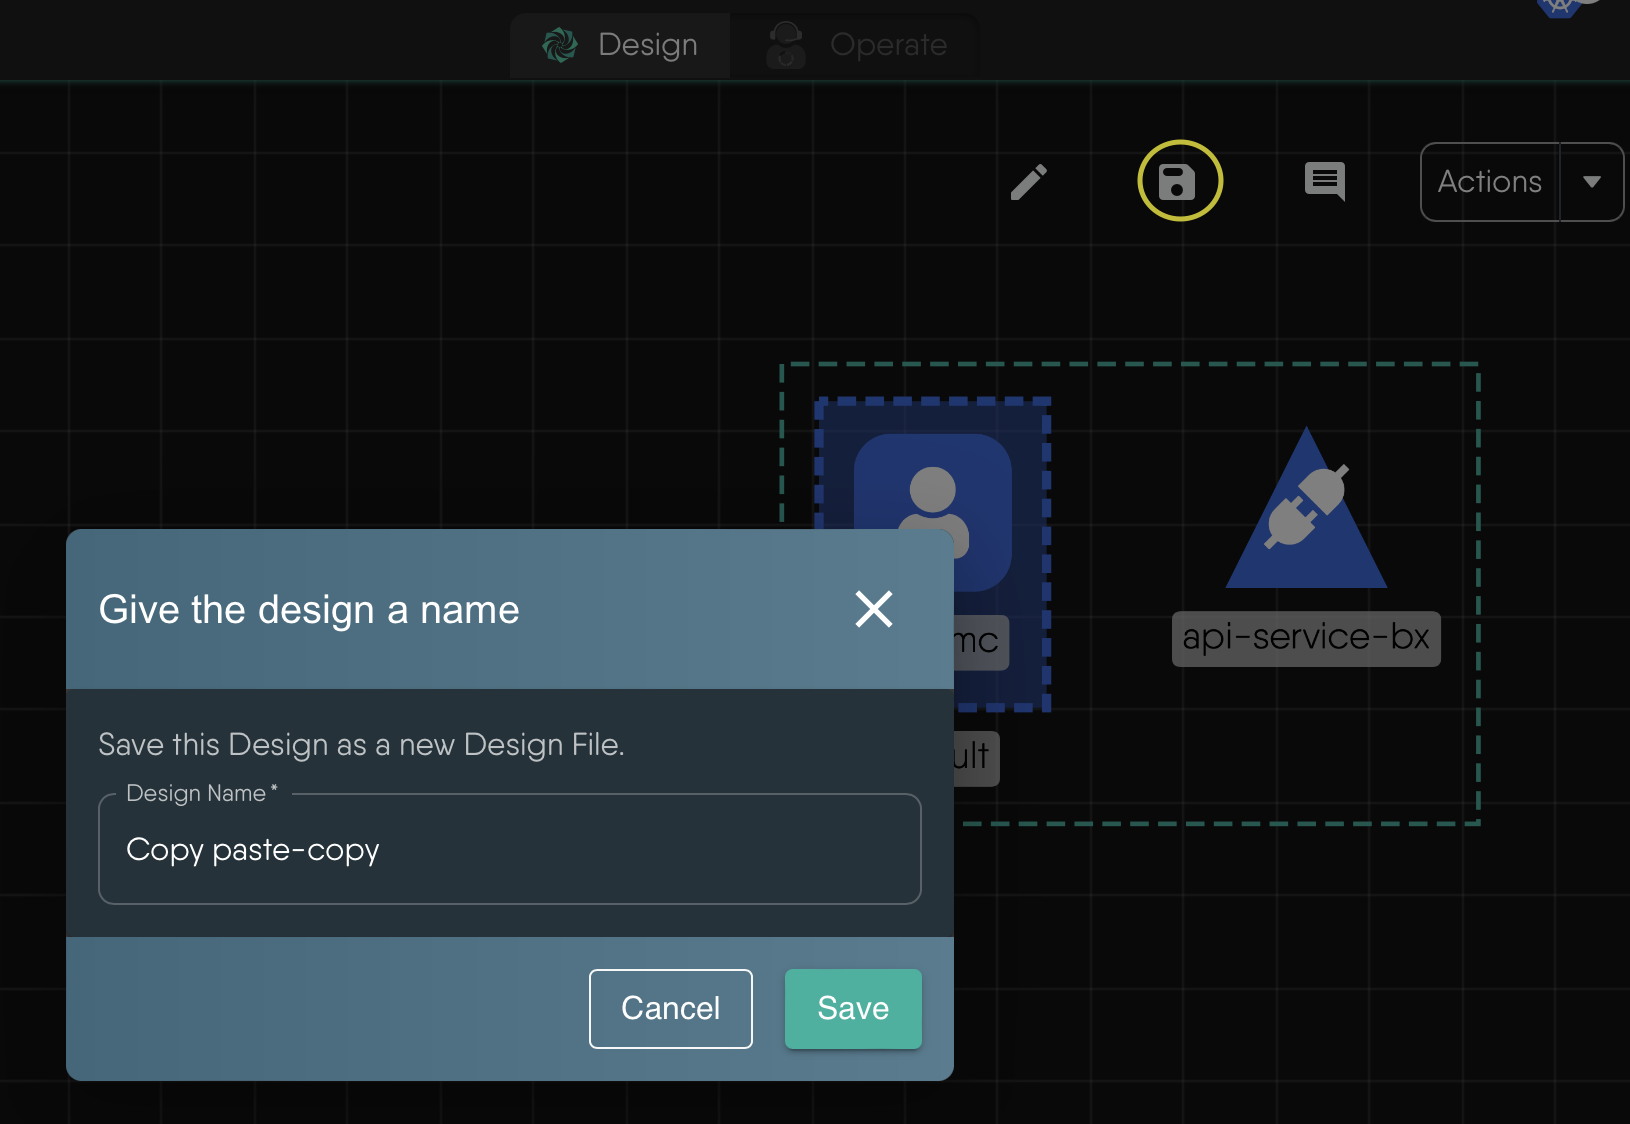 Design
Operate
Actions
mc
api-service-bx
ult
Give the design a name
Save this Design as a new Design File.
Design Name *
Copy paste-copy
Cancel
Save